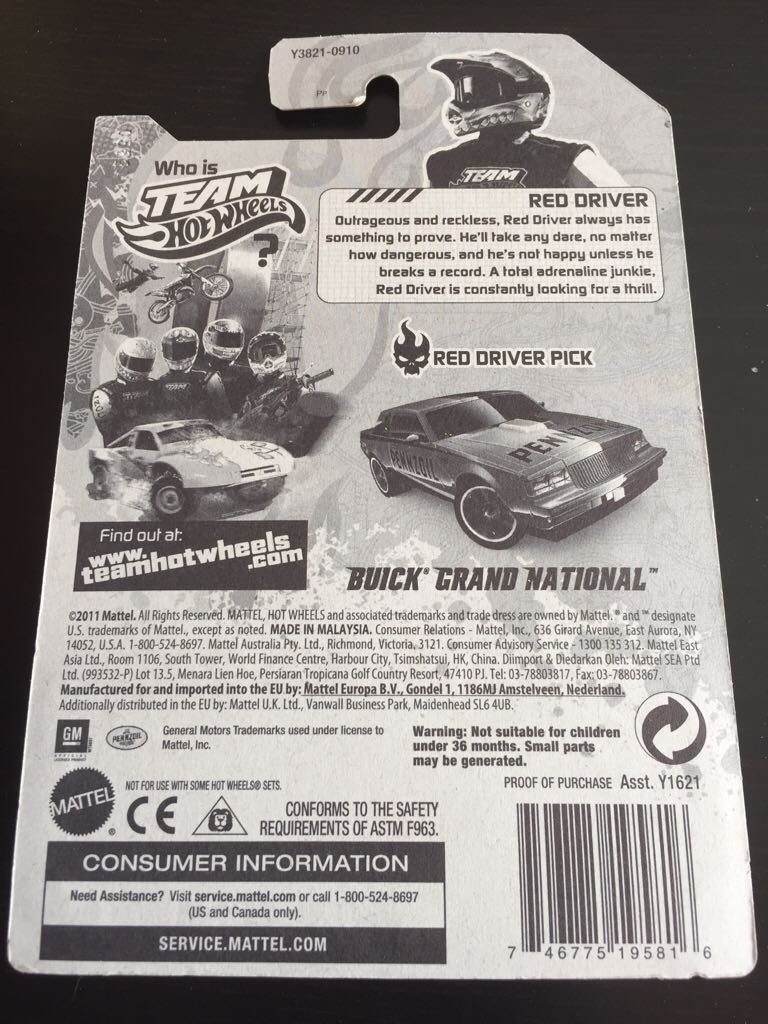 Y3821-0910
PP
Who is
TEAM
HOT WHEELS
?
TEAM
RED DRIVER
Outrageous and reckless, Red Driver always has
something to prove. He'll take any dare, no matter
how dangerous, and he's not happy unless he
breaks a record. A total adrenaline junkie,
Red Driver is constantly looking for a thrill.
RED DRIVER PICK
PENNZOIL
PENNZOIL
Find out at:
www.
teamhotwheels
.com
BUICK® GRAND NATIONAL™
©2011 Mattel. All Rights Reserved. MATTEL, HOT WHEELS and associated trademarks and trade dress are owned by Mattel. ® and ™ designate
U.S. trademarks of Mattel., except as noted. MADE IN MALAYSIA. Consumer Relations - Mattel, Inc., 636 Girard Avenue, East Aurora, NY
14052, U.S.A. 1-800-524-8697. Mattel Australia Pty. Ltd., Richmond, Victoria. 3121. Consumer Advisory Service - 1300 135 312. Mattel East
Asia Ltd., Room 1106, South Tower, World Finance Centre, Harbour City, Tsimshatsui, HK, China. Diimport & Diedarkan Oleh: Mattel SEA Ptd
Ltd. (993532-P) Lot 13.5, Menara Lien Hoe, Persiaran Tropicana Golf Country Resort, 47410 PJ. Tel: 03-78803817, Fax: 03-78803867.
Manufactured for and imported into the EU by: Mattel Europa B.V., Gondel 1, 1186MJ Amstelveen, Nederland.
Additionally distributed in the EU by: Mattel U.K. Ltd., Vanwall Business Park, Maidenhead SL6 4UB.
GM
OFFICIAL
LICENSED PRODUCT
PENNZOIL
General Motors Trademarks used under license to
Mattel, Inc.
Warning: Not suitable for children
under 36 months. Small parts
may be generated.
PROOF OF PURCHASE Asst. Y1621
MATTEL®
NOT FOR USE WITH SOME HOT WHEELS® SETS.
CE
CONFORMS TO THE SAFETY
REQUIREMENTS OF ASTM F963.
CONSUMER INFORMATION
Need Assistance? Visit service.mattel.com or call 1-800-524-8697
(US and Canada only).
SERVICE.MATTEL.COM
7 46775 19581 6